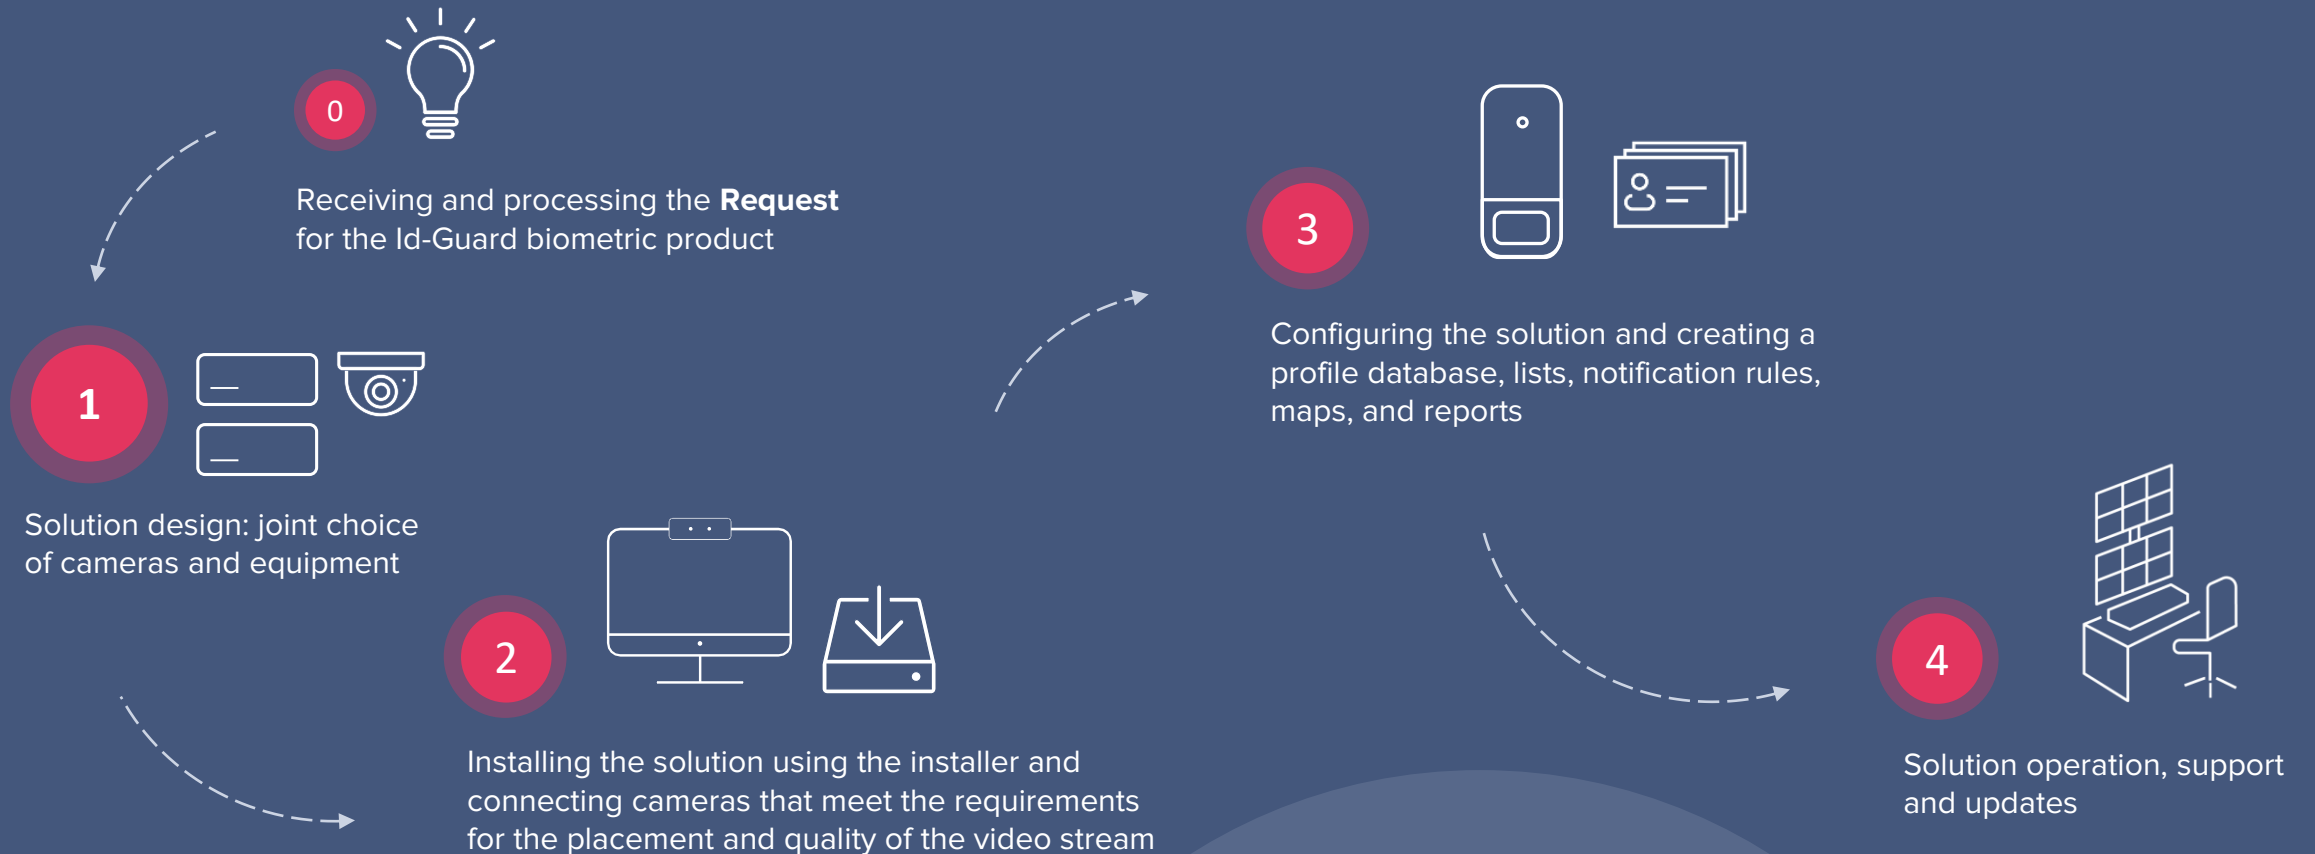 0
Receiving and processing the Request
for the Id-Guard biometric product
1
Solution design: joint choice
of cameras and equipment
2
Installing the solution using the installer and
connecting cameras that meet the requirements
for the placement and quality of the video stream
3
Configuring the solution and creating a
profile database, lists, notification rules,
maps, and reports
4
Solution operation, support
and updates